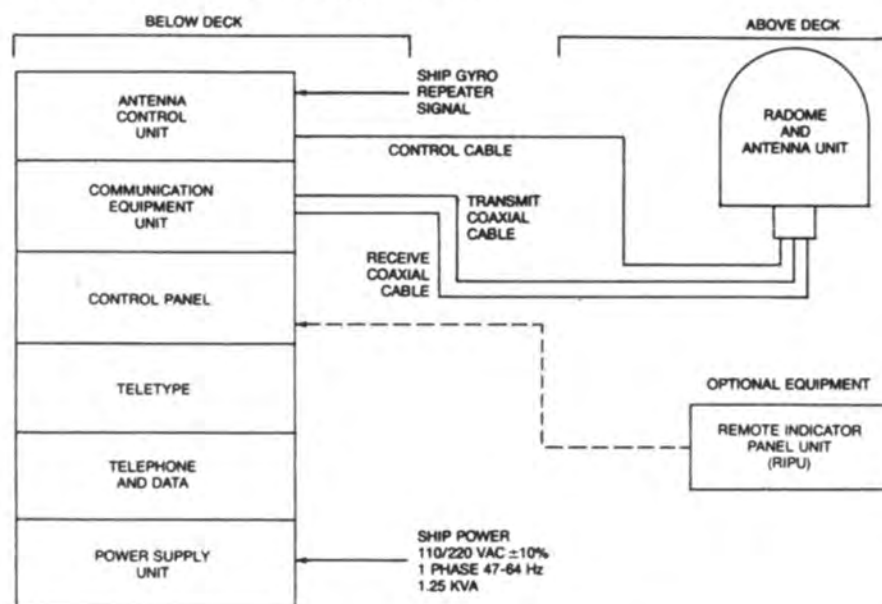 BELOW DECK
ABOVE DECK
ANTENNA
CONTROL
UNIT
SHIP GYRO
REPEATER
SIGNAL
RADOME
AND
ANTENNA UNIT
CONTROL CABLE
COMMUNICATION
EQUIPMENT
UNIT
TRANSMIT
COAXIAL
CABLE
RECEIVE
COAXIAL
CABLE
CONTROL PANEL
TELETYPE
OPTIONAL EQUIPMENT
REMOTE INDICATOR
PANEL UNIT
(RIPU)
TELEPHONE
AND DATA
POWER SUPPLY
UNIT
SHIP POWER
110/220 VAC ±10%
1 PHASE 47-64 Hz
1.25 KVA